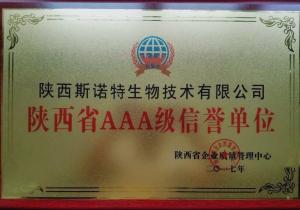 陕西斯诺特生物技术有限公司
陕西省AAA级信誉单位
陕西省企业质量管理中心
二〇一七年